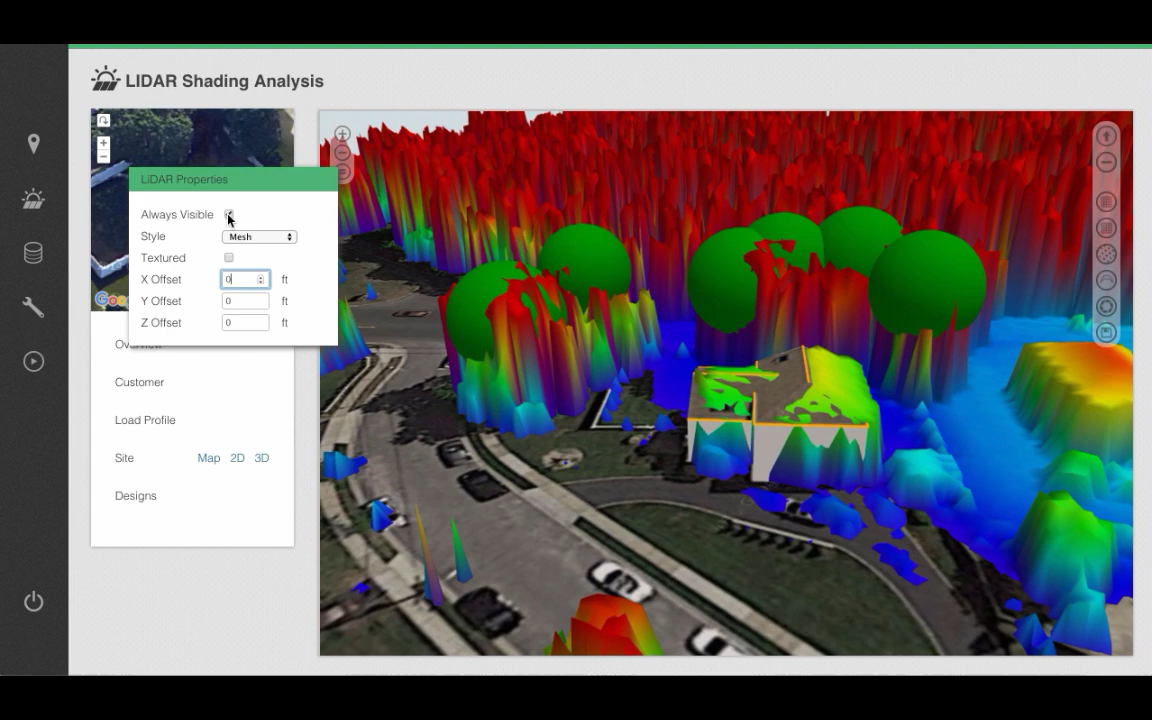 LIDAR Shading Analysis
LiDAR Properties
Always Visible
Style Mesh
Textured
X Offset 0 ft
Y Offset 0 ft
Z Offset 0 ft
Customer
Load Profile
Site Map 2D 3D
Designs